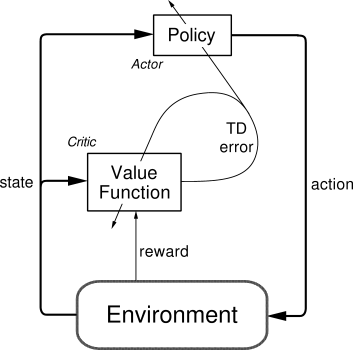 Policy
Actor
Critic
TD
error
Value
Function
state
action
reward
Environment